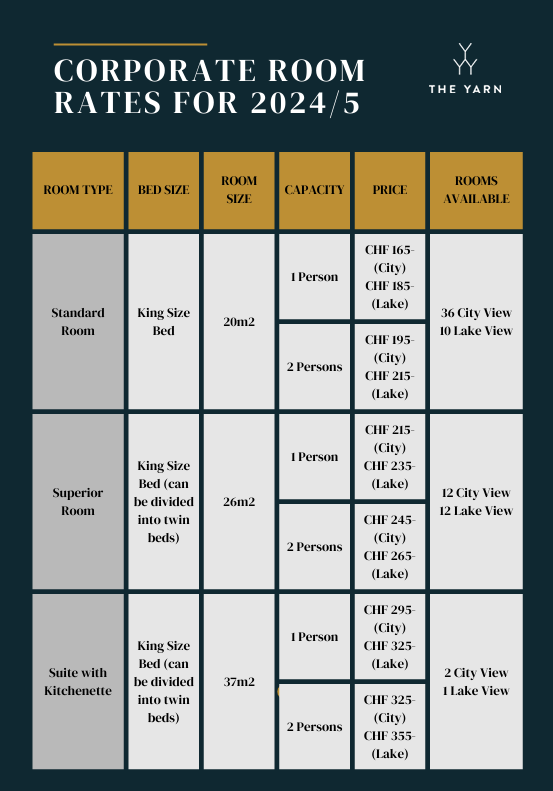 CORPORATE ROOM
RATES FOR 2024/5
THE YARN
ROOM TYPE
BED SIZE
ROOM
SIZE
CAPACITY
PRICE
ROOMS
AVAILABLE
Standard
Room
King Size
Bed
20m2
1 Person
CHF 165-
(City)
CHF 185-
(Lake)
2 Persons
CHF 195-
(City)
CHF 215-
(Lake)
36 City View
10 Lake View
Superior
Room
King Size
Bed (can
be divided
into twin
beds)
26m2
1 Person
CHF 215-
(City)
CHF 235-
(Lake)
2 Persons
CHF 245-
(City)
CHF 265-
(Lake)
12 City View
12 Lake View
Suite with
Kitchenette
King Size
Bed (can
be divided
into twin
beds)
37m2
1 Person
CHF 295-
(City)
CHF 325-
(Lake)
2 Persons
CHF 325-
(City)
CHF 355-
(Lake)
2 City View
1 Lake View